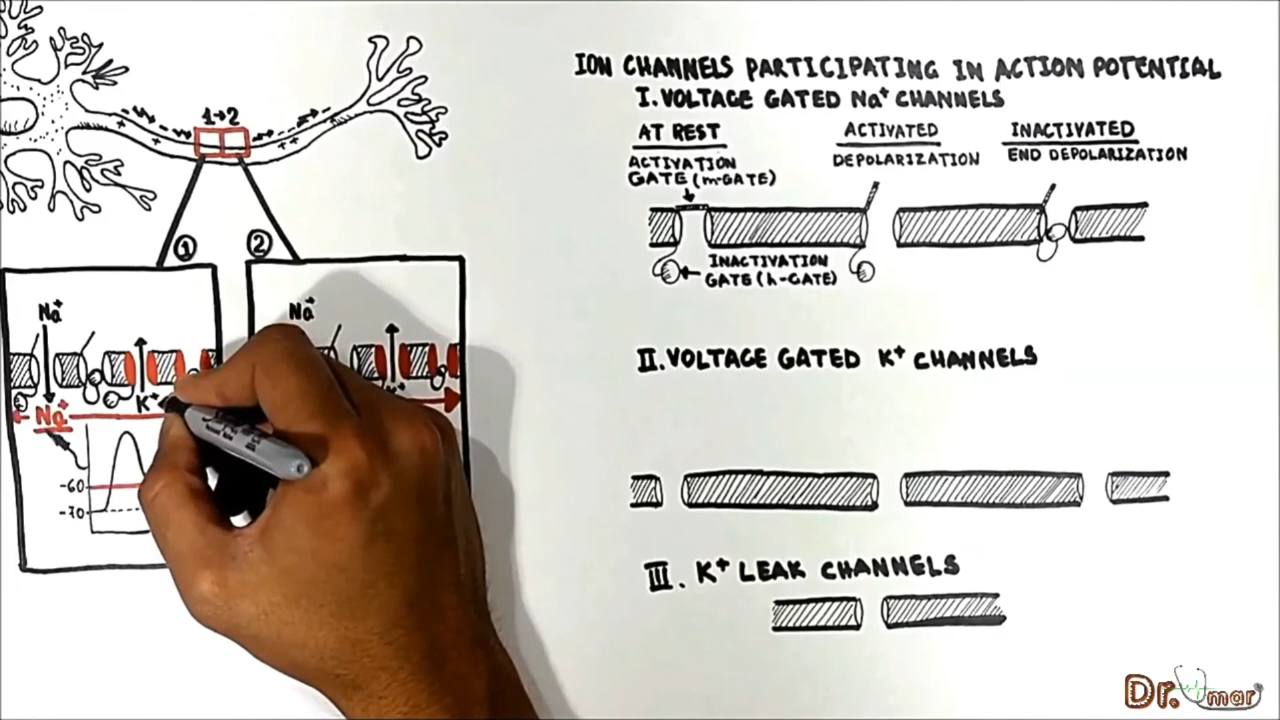 ION CHANNELS PARTICIPATING IN ACTION POTENTIAL
I. VOLTAGE GATED Na+ CHANNELS
AT REST
ACTIVATION
GATE (m-GATE)
ACTIVATED
DEPOLARIZATION
INACTIVATED
END DEPOLARIZATION
INACTIVATION
GATE (h-GATE)
II. VOLTAGE GATED K+ CHANNELS
III. K+ LEAK CHANNELS
1→2
1
2
Na+
Na+
K+
-60
-70
Na+
Dr. Umar